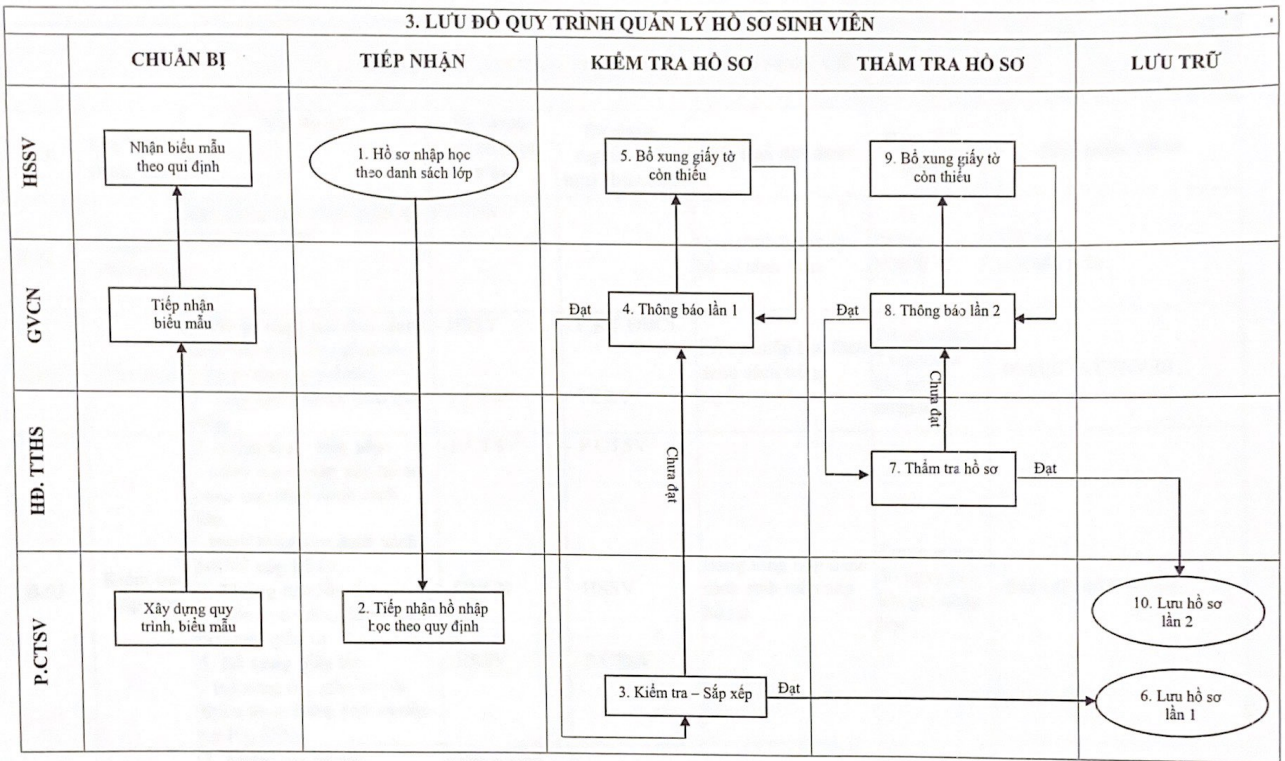 3. LƯU ĐỒ QUY TRÌNH QUẢN LÝ HỒ SƠ SINH VIÊN
CHUẨN BỊ
TIẾP NHẬN
KIỂM TRA HỒ SƠ
THẨM TRA HỒ SƠ
LƯU TRỮ
HSSV
Nhận biểu mẫu
theo qui định
1. Hồ sơ nhập học
theo danh sách lớp
5. Bổ xung giấy tờ
còn thiếu
9. Bổ xung giấy tờ
còn thiếu
GVCN
Tiếp nhận
biểu mẫu
Đạt
4. Thông báo lần 1
Đạt
8. Thông báo lần 2
Chưa đạt
HĐ. TTHS
Chưa đạt
7. Thẩm tra hồ sơ
Đạt
P.CTSV
Xây dựng quy
trình, biểu mẫu
2. Tiếp nhận hồ nhập
học theo quy định
10. Lưu hồ sơ
lần 2
3. Kiểm tra – Sắp xếp
Đạt
6. Lưu hồ sơ
lần 1